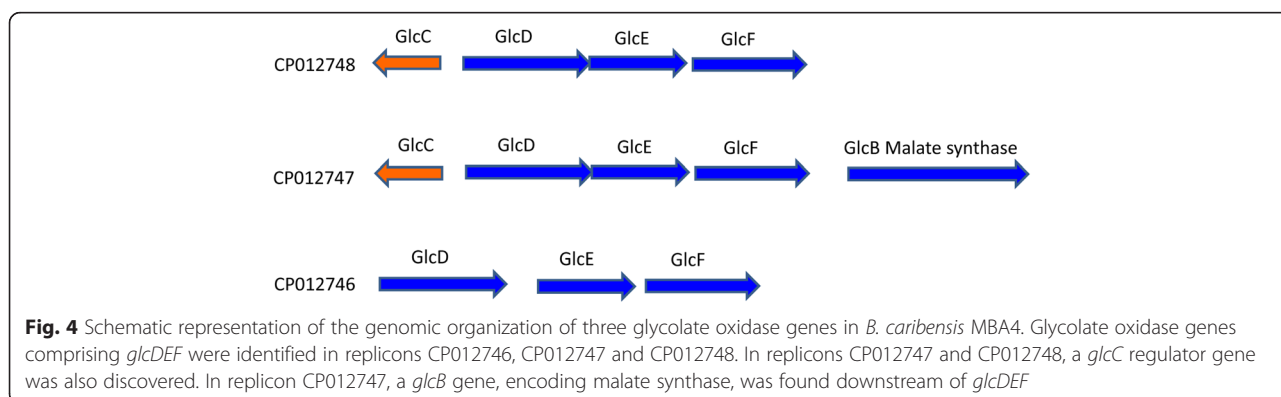 GlcC GlcD GlcE GlcF
CP012748
GlcC GlcD GlcE GlcF GlcB Malate synthase
CP012747
GlcD GlcE GlcF
CP012746
Fig. 4 Schematic representation of the genomic organization of three glycolate oxidase genes in B. caribensis MBA4. Glycolate oxidase genes
comprising glcDEF were identified in replicons CP012746, CP012747 and CP012748. In replicons CP012747 and CP012748, a glcC regulator gene
was also discovered. In replicon CP012747, a glcB gene, encoding malate synthase, was found downstream of glcDEF